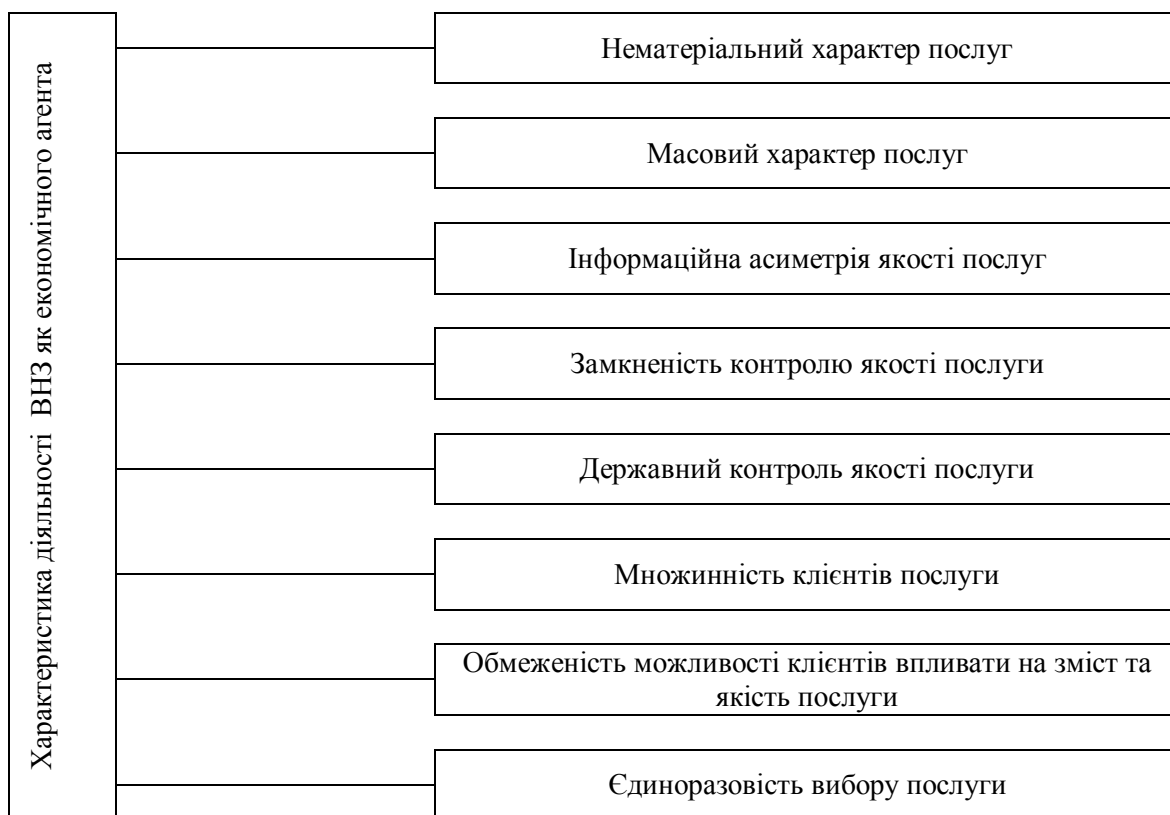 Характеристика діяльності ВНЗ як економічного агента
Нематеріальний характер послуг
Масовий характер послуг
Інформаційна асиметрія якості послуг
Замкненість контролю якості послуги
Державний контроль якості послуги
Множинність клієнтів послуги
Обмеженість можливості клієнтів впливати на зміст та
якість послуги
Єдиноразовість вибору послуги